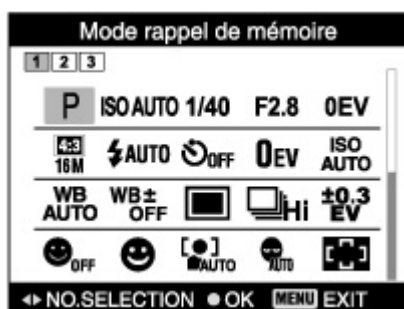 Mode rappel de mémoire
1 2 3
P ISO AUTO 1/40 F2.8 0EV
4:3 16M AUTO OFF 0EV ISO AUTO
WB AUTO WB± OFF Hi ±0.3 EV
OFF AUTO AUTO
NO.SELECTION OK MENU EXIT